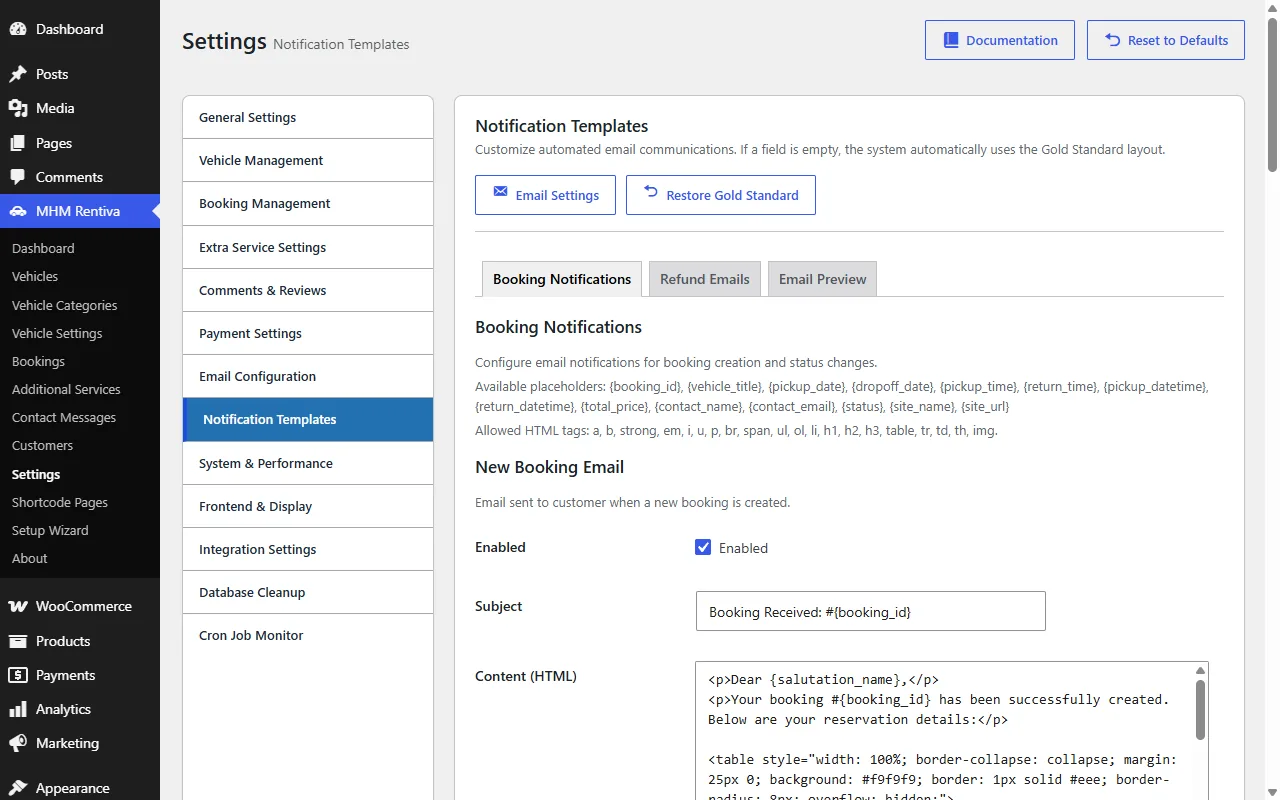 Dashboard
Posts
Media
Pages
Comments
MHM Rentiva
Dashboard
Vehicles
Vehicle Categories
Vehicle Settings
Bookings
Additional Services
Contact Messages
Customers
Settings
Shortcode Pages
Setup Wizard
About
WooCommerce
Products
Payments
Analytics
Marketing
Appearance
Settings Notification Templates
Documentation
Reset to Defaults
General Settings
Vehicle Management
Booking Management
Extra Service Settings
Comments & Reviews
Payment Settings
Email Configuration
Notification Templates
System & Performance
Frontend & Display
Integration Settings
Database Cleanup
Cron Job Monitor
Notification Templates
Customize automated email communications. If a field is empty, the system automatically uses the Gold Standard layout.
Email Settings
Restore Gold Standard
Booking Notifications
Refund Emails
Email Preview
Booking Notifications
Configure email notifications for booking creation and status changes.
Available placeholders: {booking_id}, {vehicle_title}, {pickup_date}, {dropoff_date}, {pickup_time}, {return_time}, {pickup_datetime},
{return_datetime}, {total_price}, {contact_name}, {contact_email}, {status}, {site_name}, {site_url}
Allowed HTML tags: a, b, strong, em, i, u, p, br, span, ul, ol, li, h1, h2, h3, table, tr, td, th, img.
New Booking Email
Email sent to customer when a new booking is created.
Enabled
Enabled
Subject
Booking Received: #{booking_id}
Content (HTML)
<p>Dear {salutation_name},</p>
<p>Your booking #{booking_id} has been successfully created.
Below are your reservation details:</p>
<table style="width: 100%; border-collapse: collapse; margin:
25px 0; background: #f9f9f9; border: 1px solid #eee; border-
radius: 8px; overflow: hidden;">